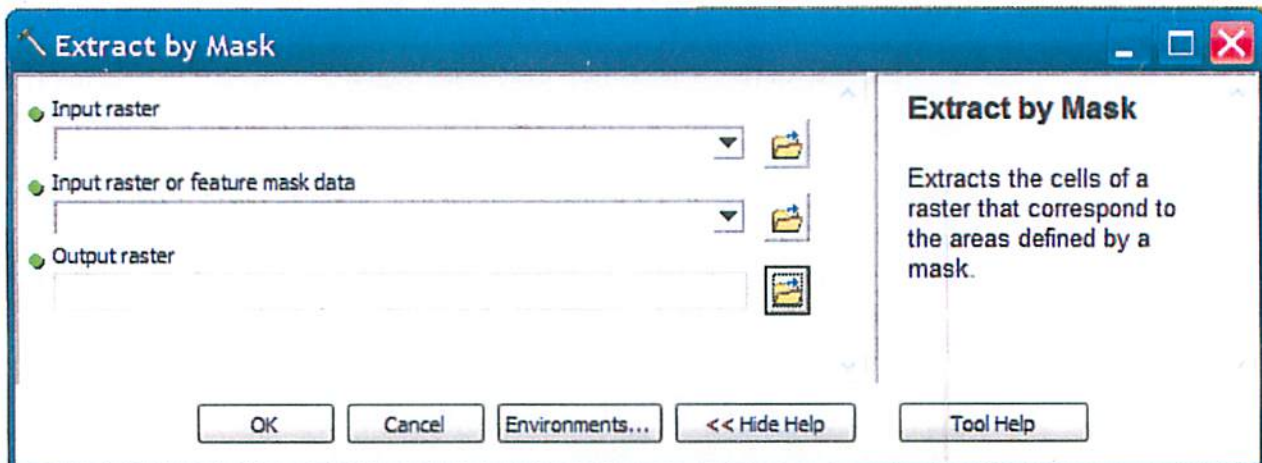 Extract by Mask
Input raster
Input raster or feature mask data
Output raster
Extract by Mask
Extracts the cells of a
raster that correspond to
the areas defined by a
mask.
OK
Cancel
Environments...
<< Hide Help
Tool Help